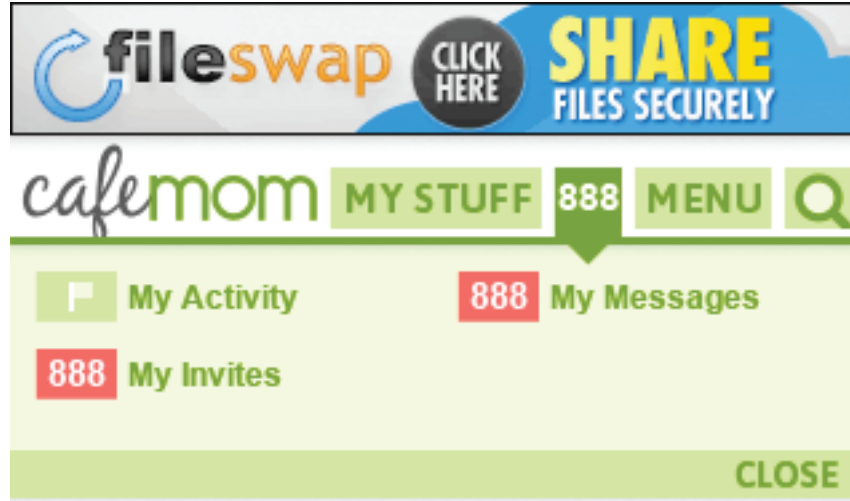 fileswap CLICK HERE SHARE FILES SECURELY
cafemom MY STUFF 888 MENU
My Activity 888 My Messages
888 My Invites
CLOSE